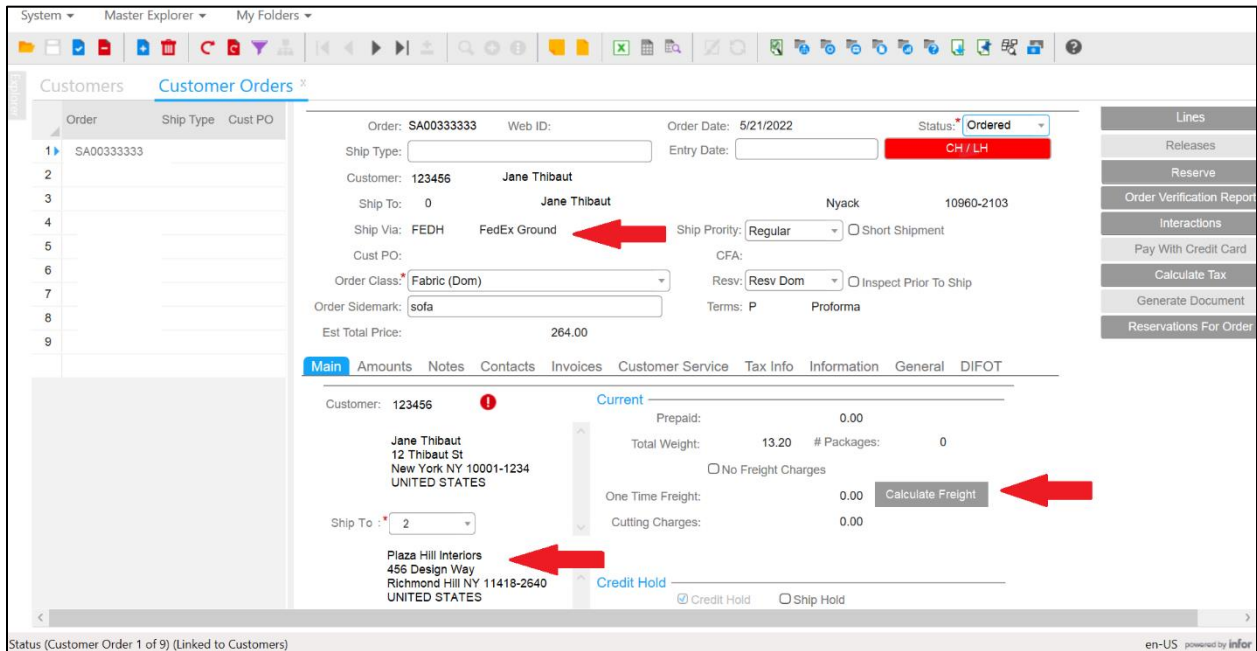 System Master Explorer My Folders
Explorer
Customers Customer Orders x
Order Ship Type Cust PO
1 SA00333333
2
3
4
5
6
7
8
9
Order: SA00333333 Web ID: Order Date: 5/21/2022 Status:* Ordered
Ship Type: Entry Date: CH / LH
Customer: 123456 Jane Thibaut
Ship To: 0 Jane Thibaut Nyack 10960-2103
Ship Via: FEDH FedEx Ground Ship Prority: Regular Short Shipment
Cust PO: CFA:
Order Class:* Fabric (Dom) Resv: Resv Dom Inspect Prior To Ship
Order Sidemark: sofa Terms: P Proforma
Est Total Price: 264.00
Main Amounts Notes Contacts Invoices Customer Service Tax Info Information General DIFOT
Customer: 123456
Jane Thibaut
12 Thibaut St
New York NY 10001-1234
UNITED STATES
Ship To :* 2
Plaza Hill Interiors
456 Design Way
Richmond Hill NY 11418-2640
UNITED STATES
Current
Prepaid: 0.00
Total Weight: 13.20 # Packages: 0
No Freight Charges
One Time Freight: 0.00 Calculate Freight
Cutting Charges: 0.00
Credit Hold
Credit Hold Ship Hold
Lines
Releases
Reserve
Order Verification Report
Interactions
Pay With Credit Card
Calculate Tax
Generate Document
Reservations For Order
Status (Customer Order 1 of 9) (Linked to Customers) en-US powered by infor